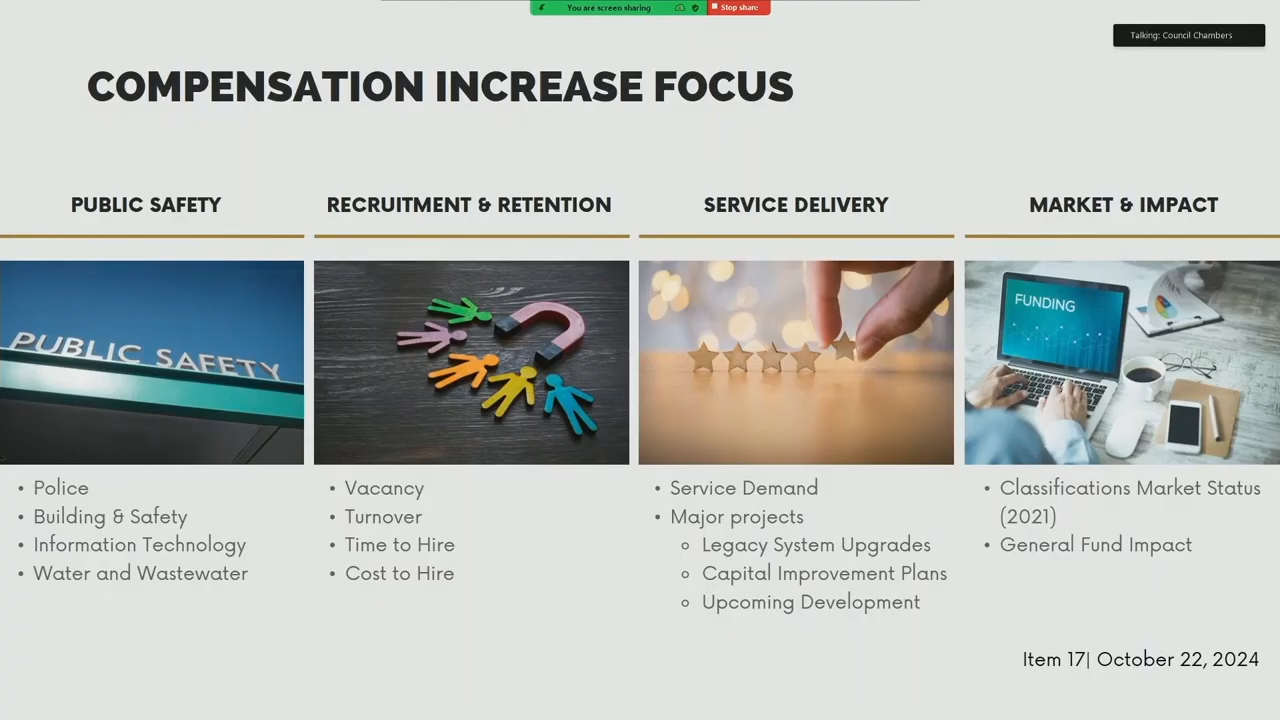 You are screen sharing
Stop share
Talking: Council Chambers
COMPENSATION INCREASE FOCUS
PUBLIC SAFETY
PUBLIC SAFETY
• Police
• Building & Safety
• Information Technology
• Water and Wastewater
RECRUITMENT & RETENTION
• Vacancy
• Turnover
• Time to Hire
• Cost to Hire
SERVICE DELIVERY
• Service Demand
• Major projects
○ Legacy System Upgrades
○ Capital Improvement Plans
○ Upcoming Development
MARKET & IMPACT
FUNDING
• Classifications Market Status
(2021)
• General Fund Impact
Item 17| October 22, 2024